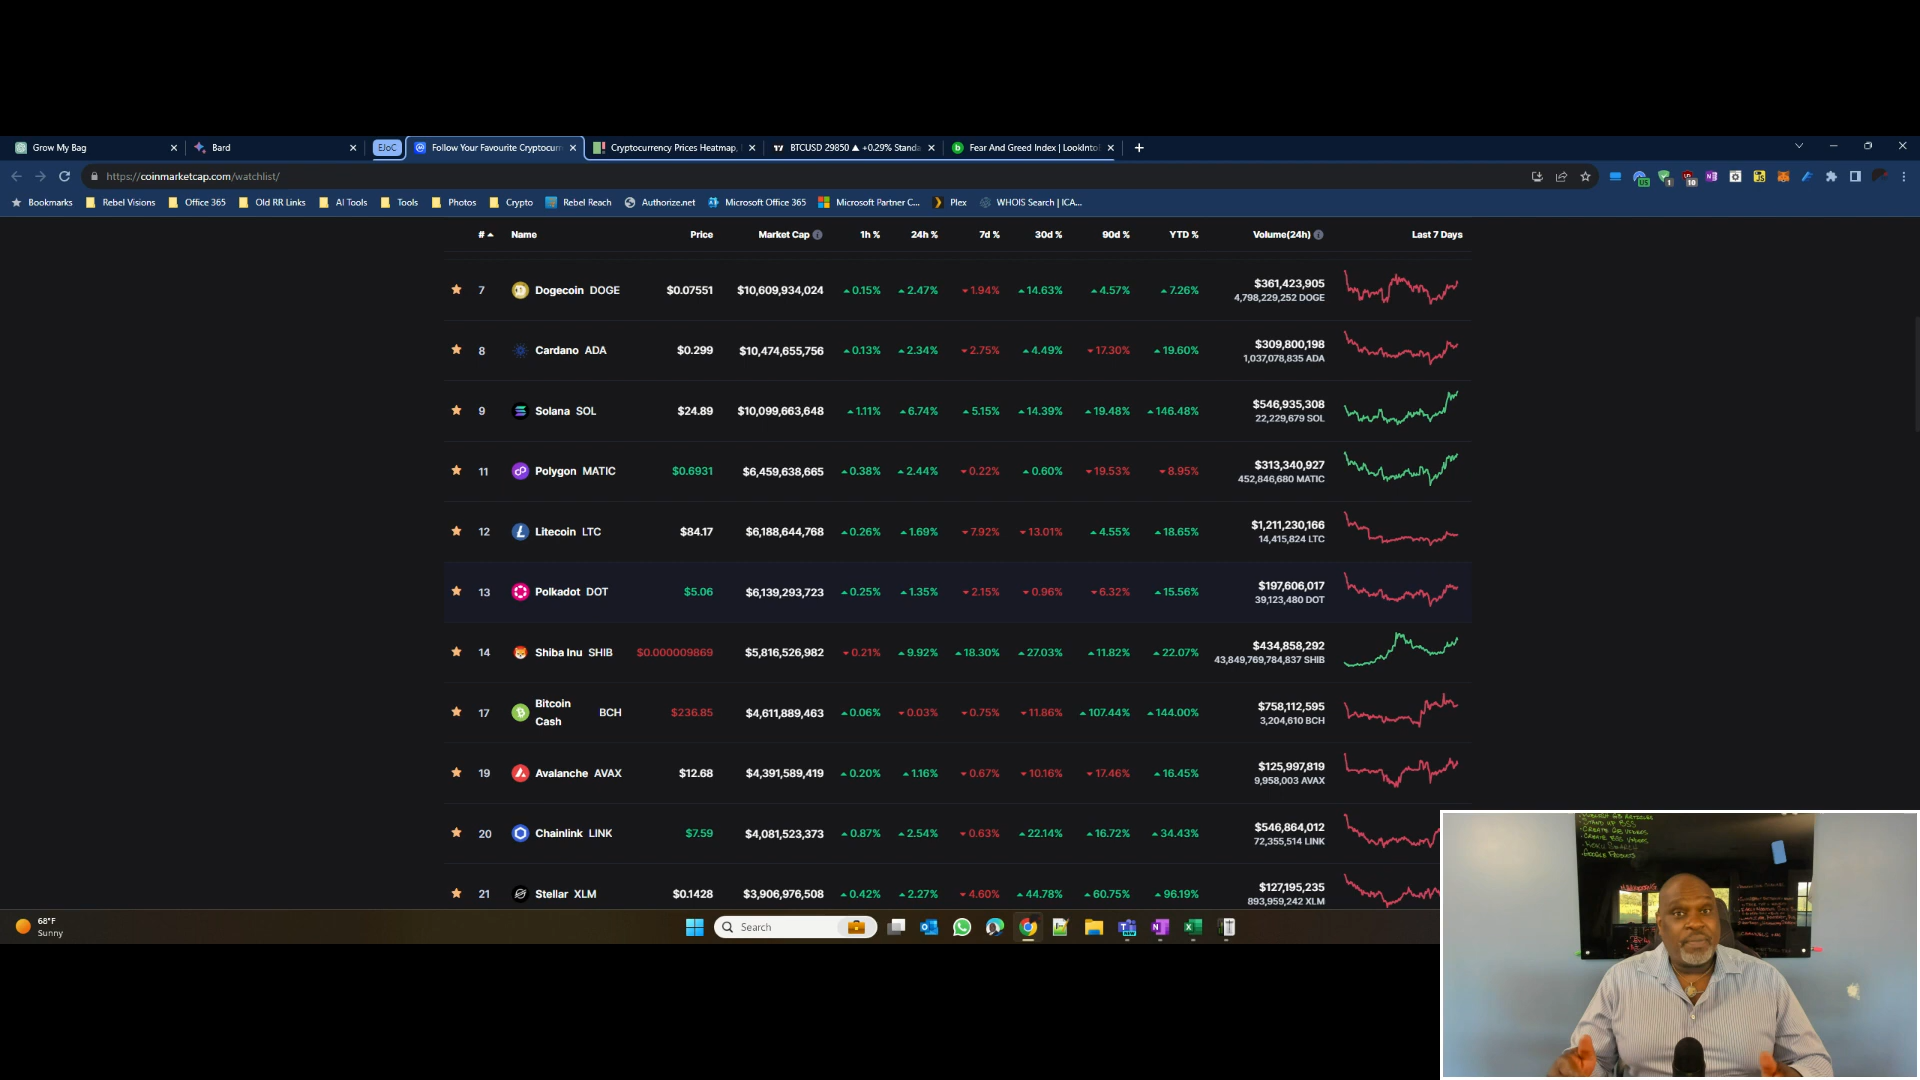 Grow My Bag
Bard
EJoC
Follow Your Favourite Cryptocurr
Cryptocurrency Prices Heatmap,
BTCUSD 29850 ▲ +0.29% Standa
Fear And Greed Index | LookIntoB
https://coinmarketcap.com/watchlist/
Bookmarks Rebel Visions Office 365 Old RR Links AI Tools Tools Photos Crypto Rebel Reach Authorize.net Microsoft Office 365 Microsoft Partner C... Plex WHOIS Search | ICA...
# Name Price Market Cap 1h % 24h % 7d % 30d % 90d % YTD % Volume(24h) Last 7 Days
7 Dogecoin DOGE $0.07551 $10,609,934,024 0.15% 2.47% 1.94% 14.63% 4.57% 7.26% $361,423,905
4,798,229,252 DOGE
8 Cardano ADA $0.299 $10,474,655,756 0.13% 2.34% 2.75% 4.49% 17.30% 19.60% $309,800,198
1,037,078,835 ADA
9 Solana SOL $24.89 $10,099,663,648 1.11% 6.74% 5.15% 14.39% 19.48% 146.48% $546,935,308
22,229,679 SOL
11 Polygon MATIC $0.6931 $6,459,638,665 0.38% 2.44% 0.22% 0.60% 19.53% 8.95% $313,340,927
452,846,680 MATIC
12 Litecoin LTC $84.17 $6,188,644,768 0.26% 1.69% 7.92% 13.01% 4.55% 18.65% $1,211,230,166
14,415,824 LTC
13 Polkadot DOT $5.06 $6,139,293,723 0.25% 1.35% 2.15% 0.96% 6.32% 15.56% $197,606,017
39,123,480 DOT
14 Shiba Inu SHIB $0.000009869 $5,816,526,982 0.21% 9.92% 18.30% 27.03% 11.82% 22.07% $434,858,292
43,849,769,784,837 SHIB
17 Bitcoin Cash BCH $236.85 $4,611,889,463 0.06% 0.03% 0.75% 11.86% 107.44% 144.00% $758,112,595
3,204,610 BCH
19 Avalanche AVAX $12.68 $4,391,589,419 0.20% 1.16% 0.67% 10.16% 17.46% 16.45% $125,997,819
9,958,003 AVAX
20 Chainlink LINK $7.59 $4,081,523,373 0.87% 2.54% 0.63% 22.14% 16.72% 34.43% $546,864,012
72,355,514 LINK
21 Stellar XLM $0.1428 $3,906,976,508 0.42% 2.27% 4.60% 44.78% 60.75% 96.19% $127,195,235
893,959,242 XLM
68°F
Sunny
Search